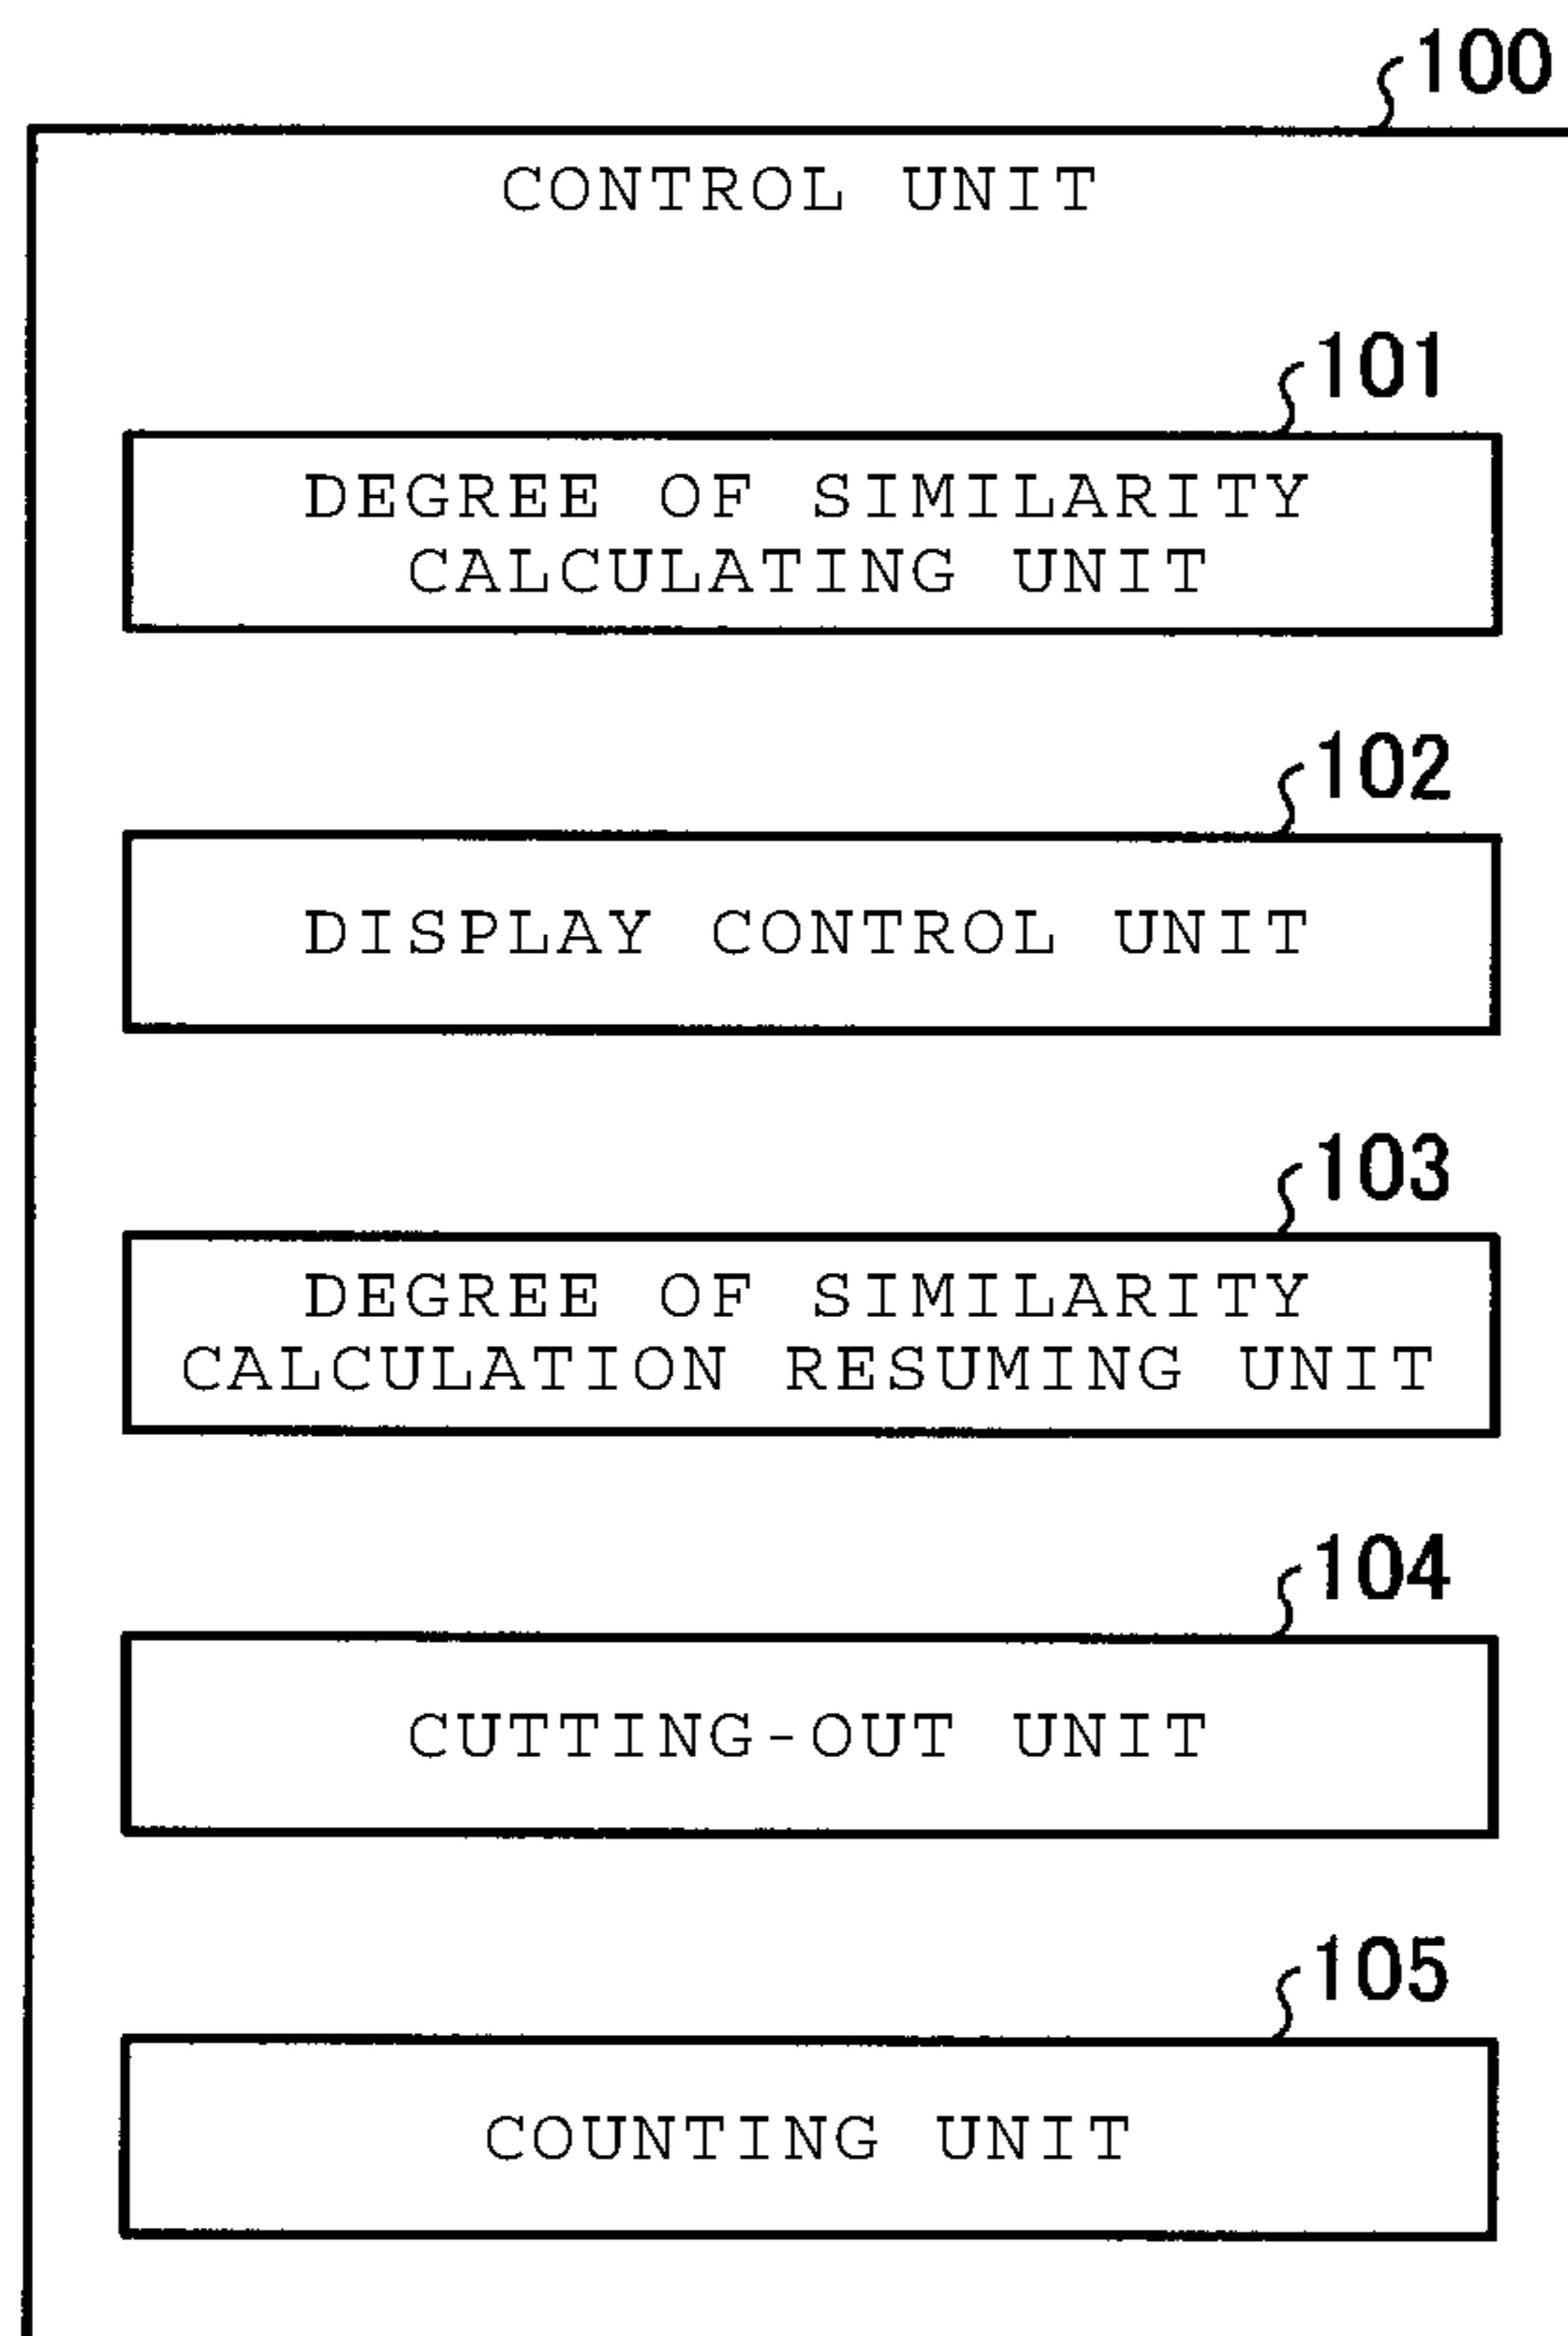 100
CONTROL UNIT
101
DEGREE OF SIMILARITY
CALCULATING UNIT
102
DISPLAY CONTROL UNIT
103
DEGREE OF SIMILARITY
CALCULATION RESUMING UNIT
104
CUTTING-OUT UNIT
105
COUNTING UNIT